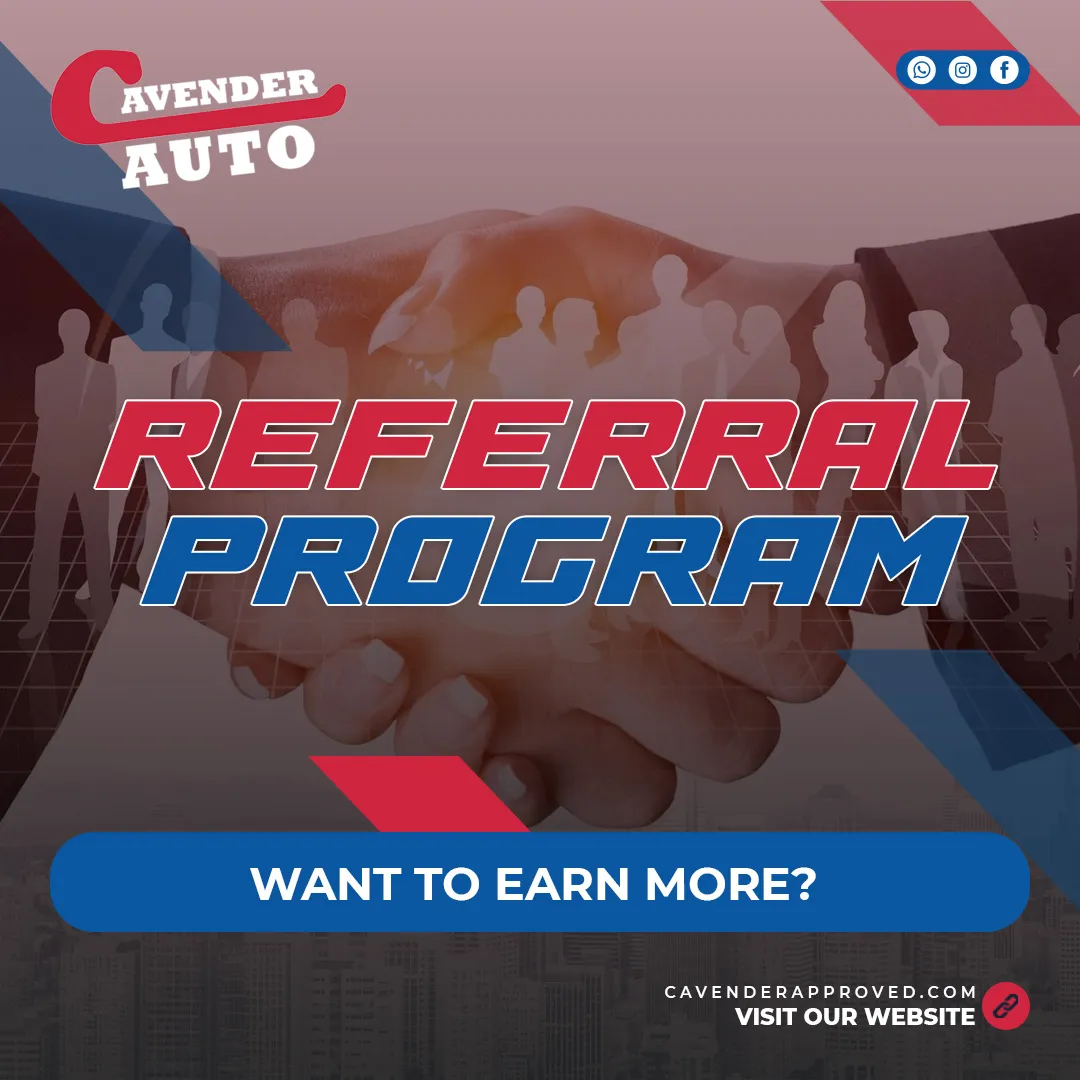 CAVENDER
AUTO
REFERRAL
PROGRAM
WANT TO EARN MORE?
CAVENDERAPPROVED.COM
VISIT OUR WEBSITE